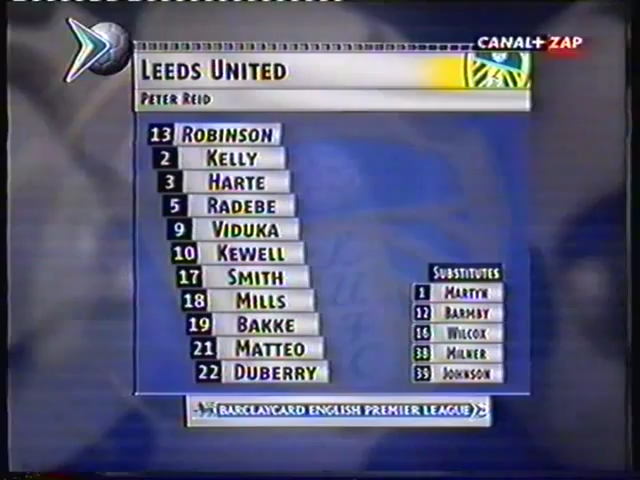 CANAL+ ZAP
LEEDS UNITED
PETER REID
13 ROBINSON
2 KELLY
3 HARTE
5 RADEBE
9 VIDUKA
10 KEWELL
17 SMITH
18 MILLS
19 BAKKE
21 MATTEO
22 DUBERRY
SUBSTITUTES
1 MARTYN
12 BARMBY
16 WILCOX
38 MILNER
39 JOHNSON
BARCLAYCARD ENGLISH PREMIER LEAGUE